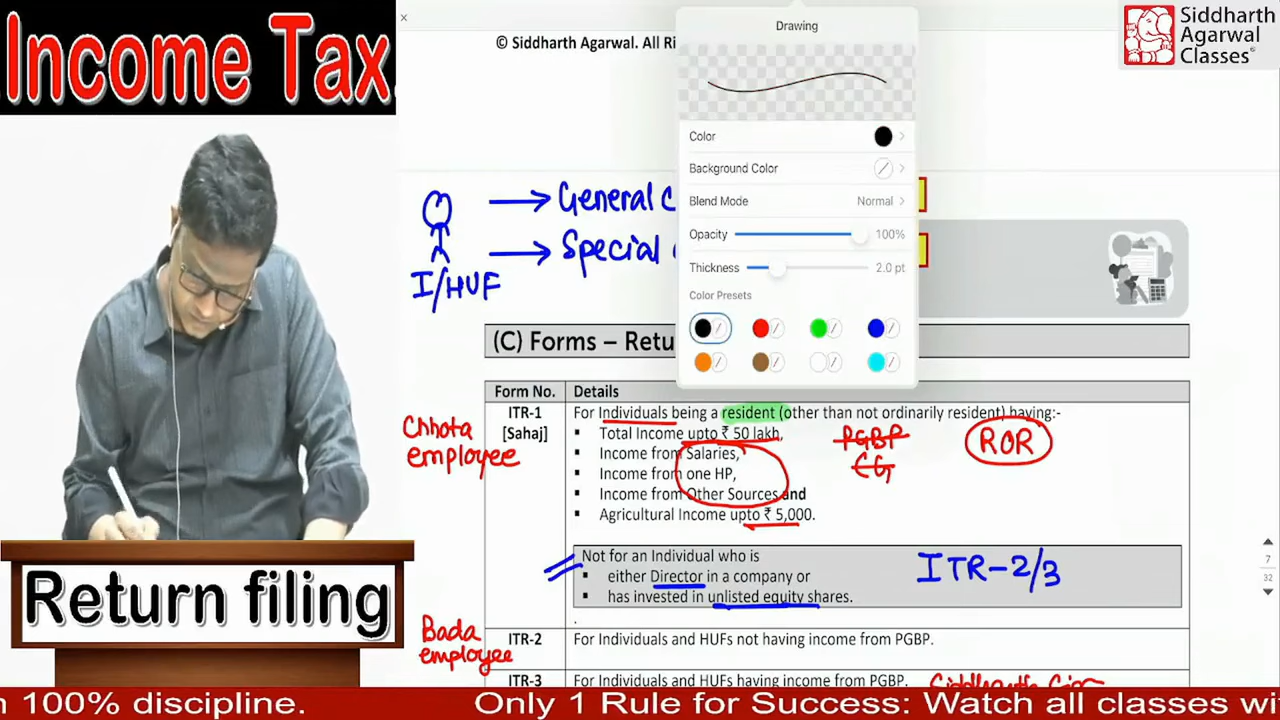 Income Tax.
Siddharth
Agarwal
Classes
© Siddharth Agarwal. All Ri
Drawing
Color
Background Color
Blend Mode Normal
Opacity 100%
Thickness 2.0 pt
Color Presets
General c
Special
I/HUF
(C) Forms – Retu
Form No. Details
ITR-1 For Individuals being a resident (other than not ordinarily resident) having:-
[Sahaj] ▪ Total Income upto ₹ 50 lakh,
▪ Income from Salaries,
▪ Income from one HP,
▪ Income from Other Sources and
▪ Agricultural Income upto ₹ 5,000.
Chhota
employee
PGBP
CG
ROR
Not for an Individual who is
▪ either Director in a company or
▪ has invested in unlisted equity shares.
ITR-2/3
.
Bada
employee
ITR-2 For Individuals and HUFs not having income from PGBP.
ITR-3 For Individuals and HUFs having income from PGBP.
7
32
Return filing
100% discipline. Only 1 Rule for Success: Watch all classes wi